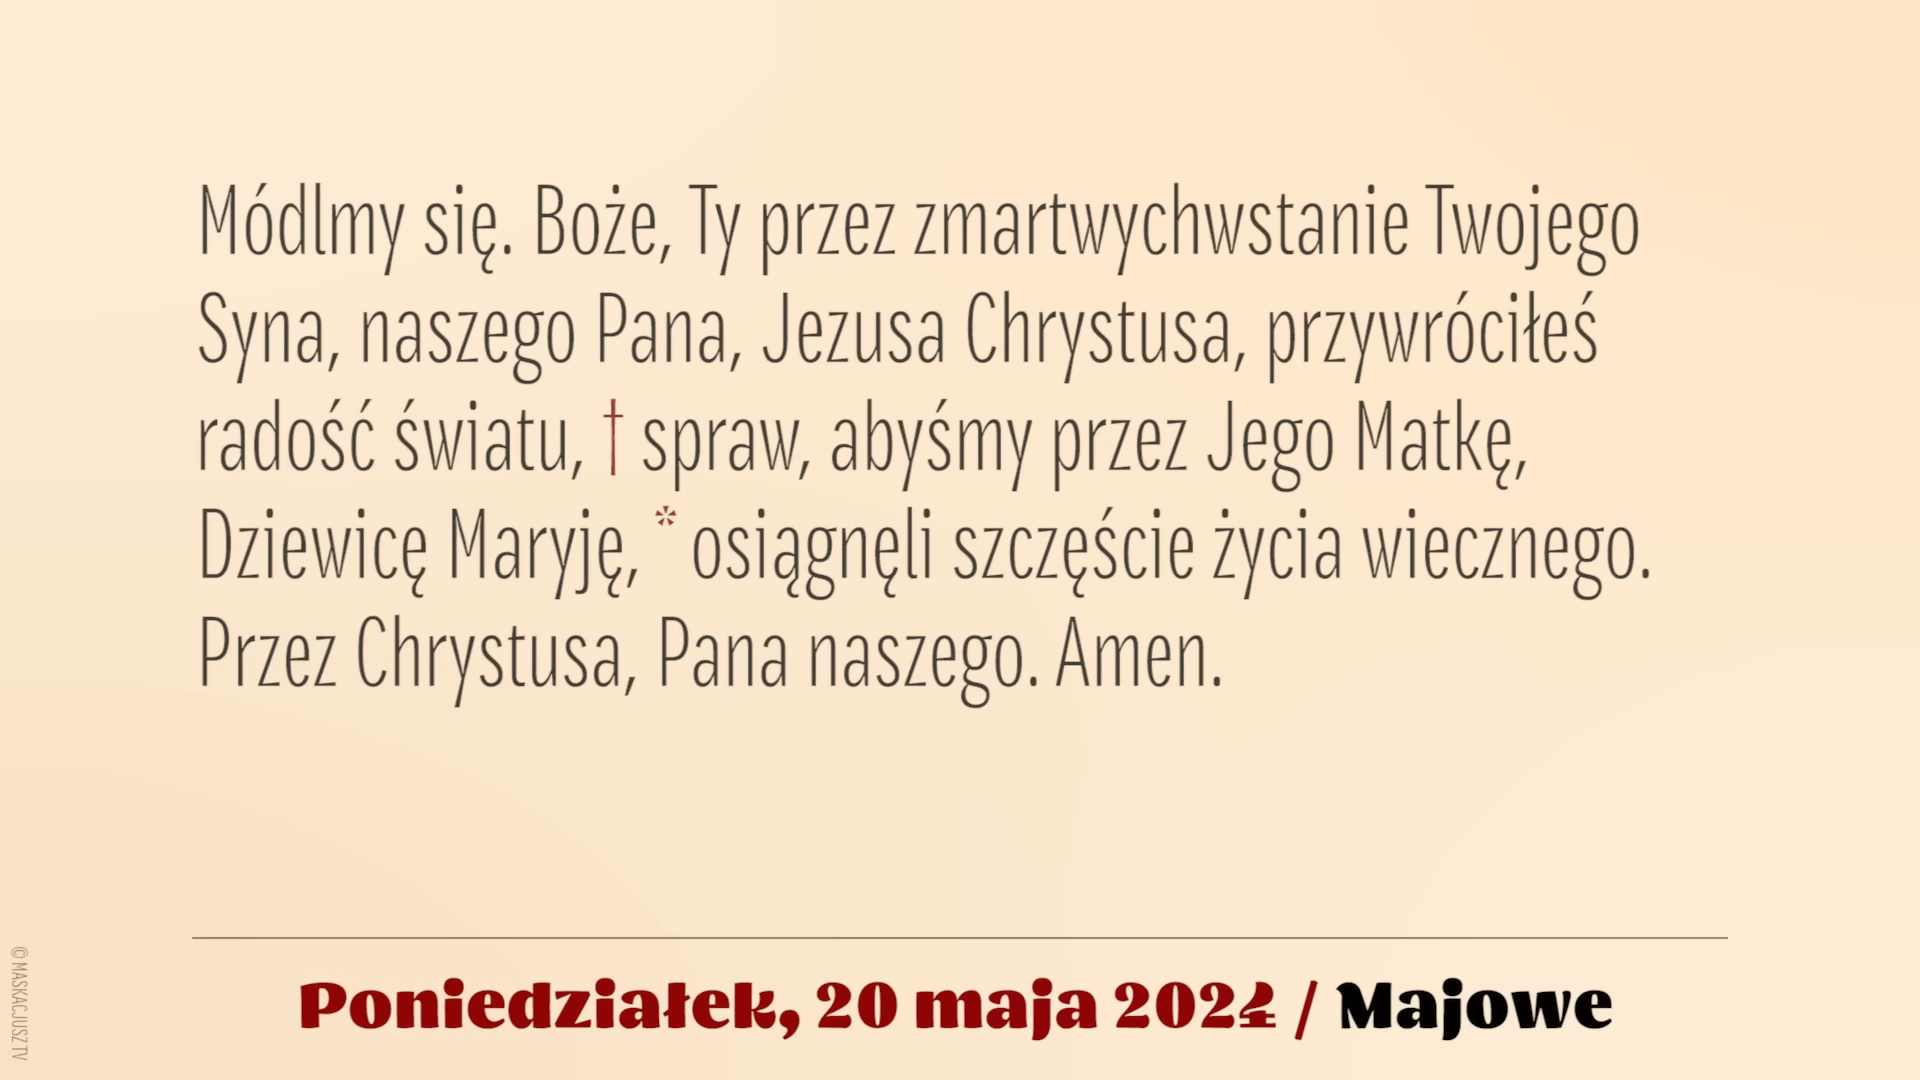 Módlmy się. Boże, Ty przez zmartwychwstanie Twojego
Syna, naszego Pana, Jezusa Chrystusa, przywróciłeś
radość światu, † spraw, abyśmy przez Jego Matkę,
Dziewicę Maryję, * osiągnęli szczęście życia wiecznego.
Przez Chrystusa, Pana naszego. Amen.
Poniedziałek, 20 maja 2024 / Majowe
© MASKACJUSZ TV